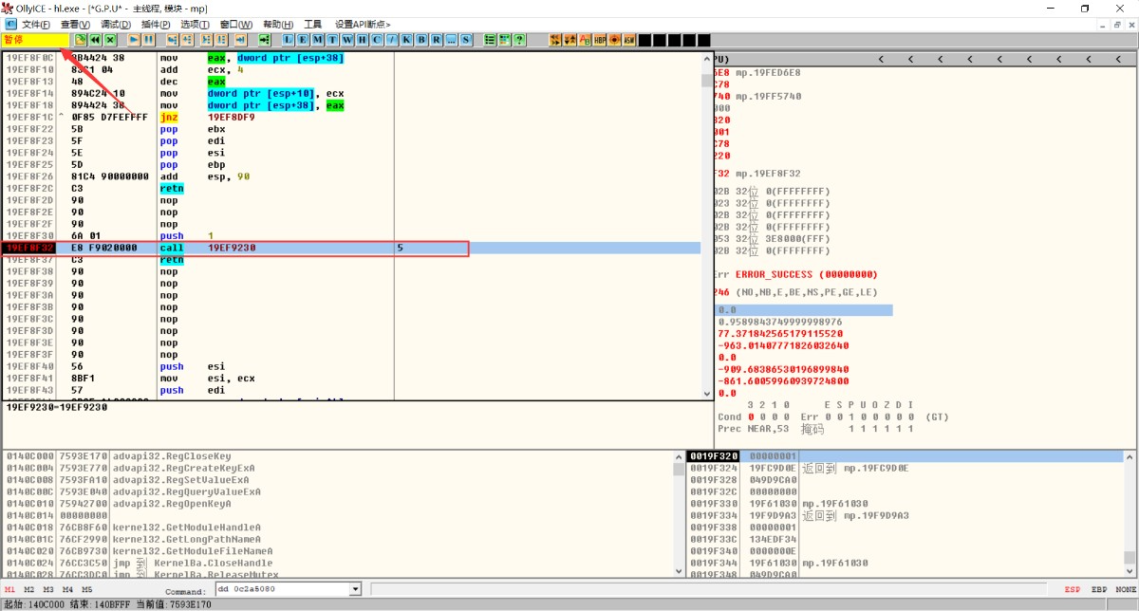 OllyICE - hl.exe - [*G.P.U* - 主线程, 模块 - mp]
文件(F) 查看(V) 调试(D) 插件(P) 选项(T) 窗口(W) 帮助(H) 工具 设置API断点>
暂停 L E M T W H C / K B R ... S
19EF8F0C 8B4424 38 mov eax, dword ptr [esp+38]
19EF8F10 83C1 04 add ecx, 4
19EF8F13 48 dec eax
19EF8F14 894C24 10 mov dword ptr [esp+10], ecx
19EF8F18 894424 38 mov dword ptr [esp+38], eax
19EF8F1C ^ 0F85 D7FEFFFF jnz 19EF8DF9
19EF8F22 5B pop ebx
19EF8F23 5F pop edi
19EF8F24 5E pop esi
19EF8F25 5D pop ebp
19EF8F26 81C4 90000000 add esp, 90
19EF8F2C C3 retn
19EF8F2D 90 nop
19EF8F2E 90 nop
19EF8F2F 90 nop
19EF8F30 6A 01 push 1
19EF8F32 E8 F9020000 call 19EF9230 5
19EF8F37 C3 retn
19EF8F38 90 nop
19EF8F39 90 nop
19EF8F3A 90 nop
19EF8F3B 90 nop
19EF8F3C 90 nop
19EF8F3D 90 nop
19EF8F3E 90 nop
19EF8F3F 90 nop
19EF8F40 56 push esi
19EF8F41 8BF1 mov esi, ecx
19EF8F43 57 push edi
19EF9230=19EF9230
PU) < < < < < < < <
6E8 mp.19FED6E8
C78
740 mp.19FF5740
000
020
001
C78
220
F32 mp.19EF8F32
02B 32位 0(FFFFFFFF)
023 32位 0(FFFFFFFF)
02B 32位 0(FFFFFFFF)
02B 32位 0(FFFFFFFF)
053 32位 3E8000(FFF)
02B 32位 0(FFFFFFFF)
Err ERROR_SUCCESS (00000000)
246 (NO,NB,E,BE,NS,PE,GE,LE)
0.0
0.9589843749999998976
77.371842565179115520
-963.01407771826032640
0.0
-909.68386530196899840
-861.60059960939724800
0.0
3 2 1 0 E S P U O Z D I
Cond 0 0 0 0 Err 0 0 1 0 0 0 0 0 (GT)
Prec NEAR,53 掩码 1 1 1 1 1 1
0140C000 7593E170 advapi32.RegCloseKey
0140C004 7593E770 advapi32.RegCreateKeyExA
0140C008 7593FA10 advapi32.RegSetValueExA
0140C00C 7593E840 advapi32.RegQueryValueExA
0140C010 75942700 advapi32.RegOpenKeyA
0140C014 00000000
0140C018 76CB8F60 kernel32.GetModuleHandleA
0140C01C 76CF2990 kernel32.GetLongPathNameA
0140C020 76CB9730 kernel32.GetModuleFileNameA
0140C024 76CC3C50 jmp 到 KernelBa.CloseHandle
0140C028 76CC3DC0 jmp 到 KernelBa.ReleaseMutex
0019F320 00000001
0019F324 19FC9D0E 返回到 mp.19FC9D0E
0019F328 049D9CA0
0019F32C 00000000
0019F330 19F61030 mp.19F61030
0019F334 19F9D9A3 返回到 mp.19F9D9A3
0019F338 00000001
0019F33C 134EDF34
0019F340 0000000E
0019F344 19F61030 mp.19F61030
0019F348 049D9CA0
M1 M2 M3 M4 M5 Command: dd 0c2a5080 ESP EBP NONE
起始: 140C000 结束: 140BFFF 当前值: 7593E170